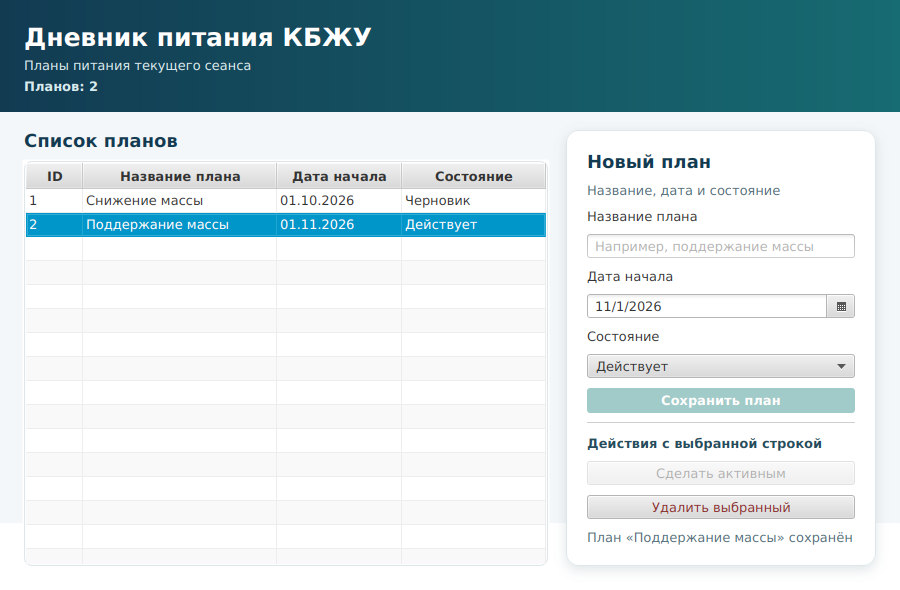 Дневник питания КБЖУ
Планы питания текущего сеанса
Планов: 2
Список планов
ID Название плана Дата начала Состояние
1 Снижение массы 01.10.2026 Черновик
2 Поддержание массы 01.11.2026 Действует
Новый план
Название, дата и состояние
Название плана
Например, поддержание массы
Дата начала
11/1/2026
Состояние
Действует
Сохранить план
Действия с выбранной строкой
Сделать активным
Удалить выбранный
План «Поддержание массы» сохранён